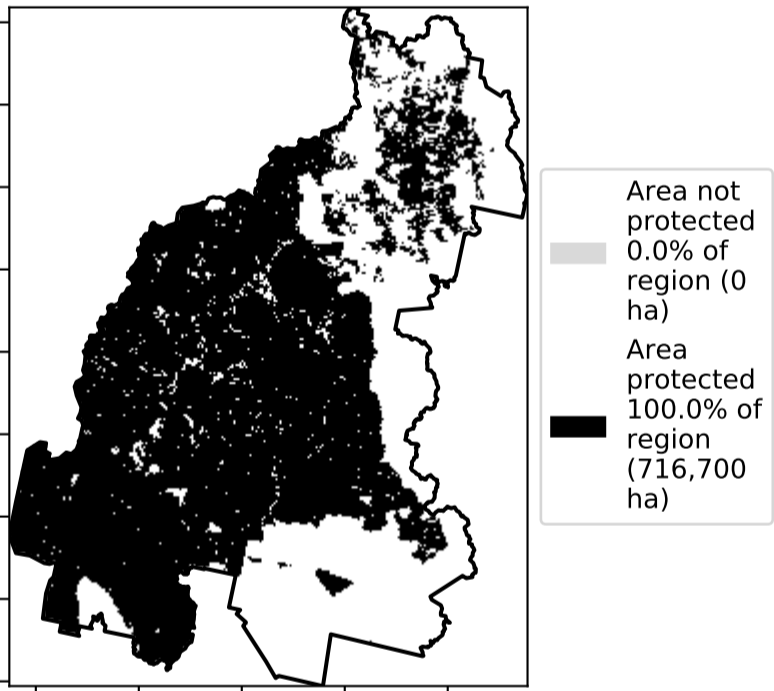 Area not
protected
0.0% of
region (0
ha)
Area
protected
100.0% of
region
(716,700
ha)